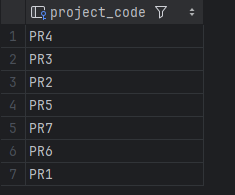 project_code
1 PR4
2 PR3
3 PR2
4 PR5
5 PR7
6 PR6
7 PR1